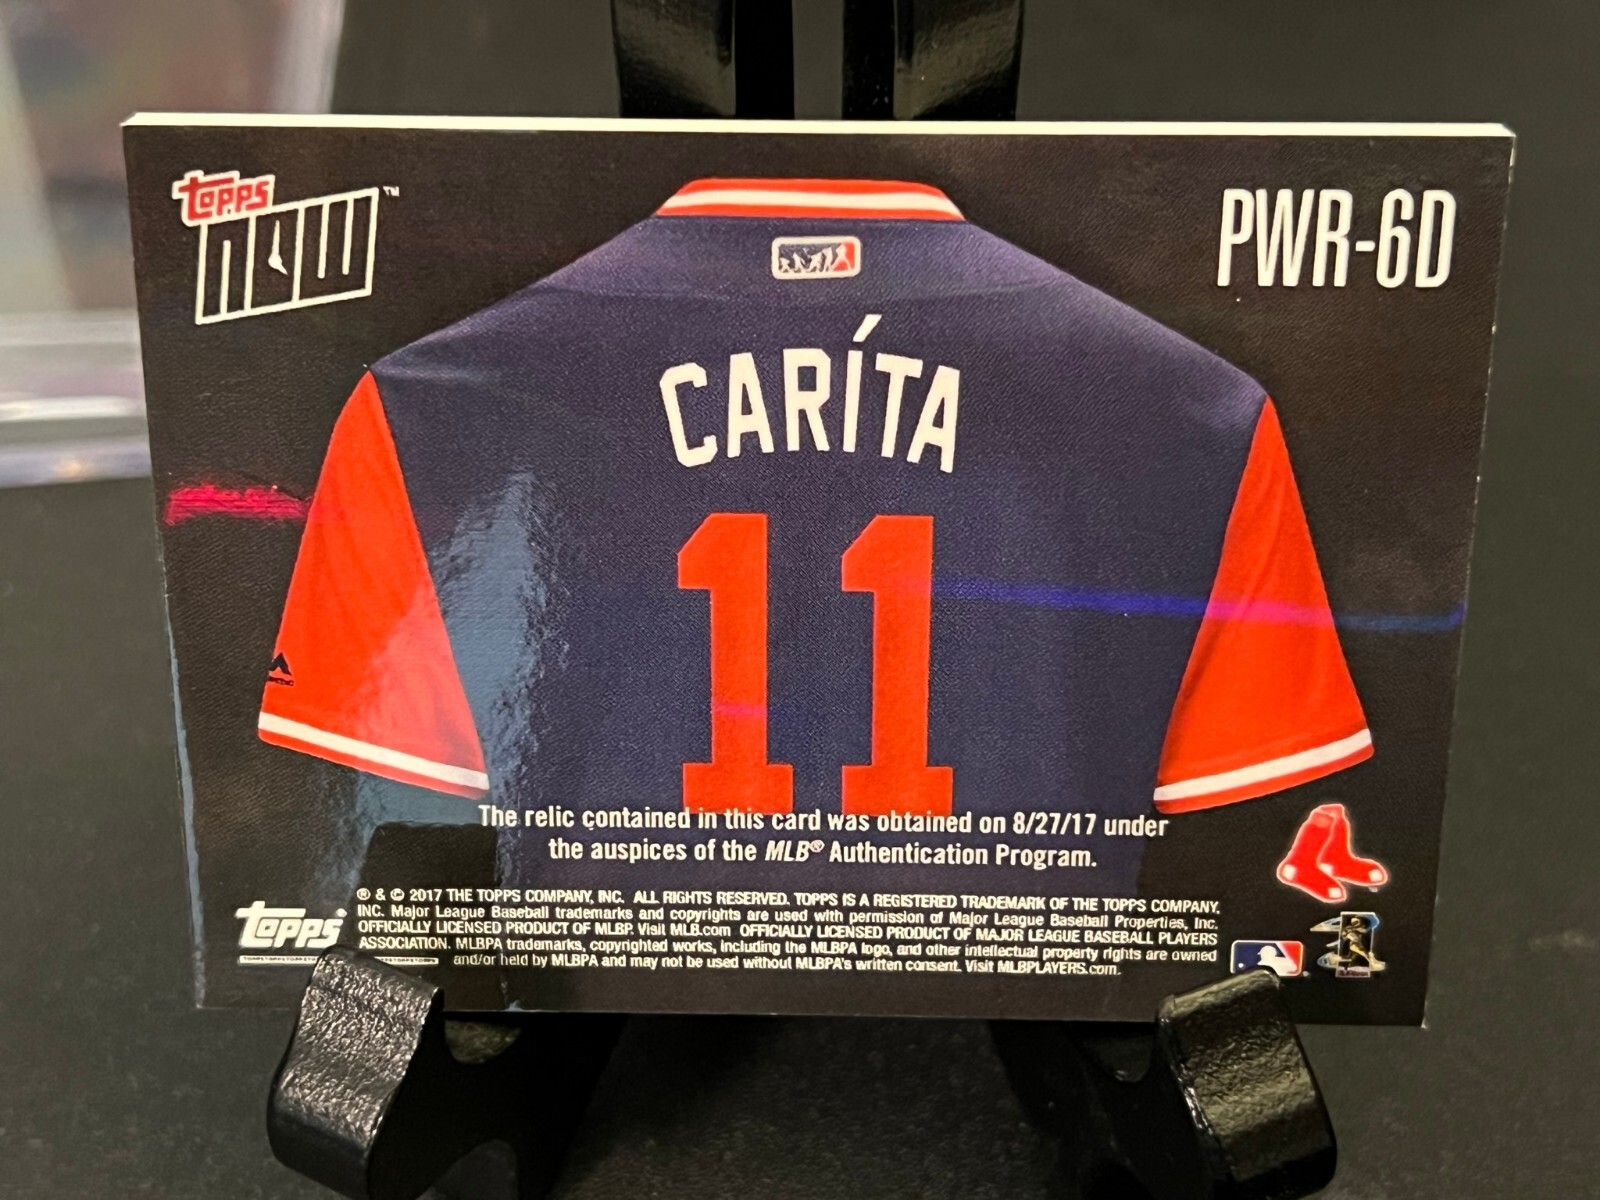 topps
NOW™
PWR-6D
CARÍTA
11
The relic contained in this card was obtained on 8/27/17 under
the auspices of the MLB® Authentication Program.
® & © 2017 THE TOPPS COMPANY, INC. ALL RIGHTS RESERVED. TOPPS IS A REGISTERED TRADEMARK OF THE TOPPS COMPANY,
INC. Major League Baseball trademarks and copyrights are used with permission of Major League Baseball Properties, Inc.
OFFICIALLY LICENSED PRODUCT OF MLBP. Visit MLB.com OFFICIALLY LICENSED PRODUCT OF MAJOR LEAGUE BASEBALL PLAYERS
ASSOCIATION. MLBPA trademarks, copyrighted works, including the MLBPA logo, and other intellectual property rights are owned
and/or held by MLBPA and may not be used without MLBPA's written consent. Visit MLBPLAYERS.com.
topps